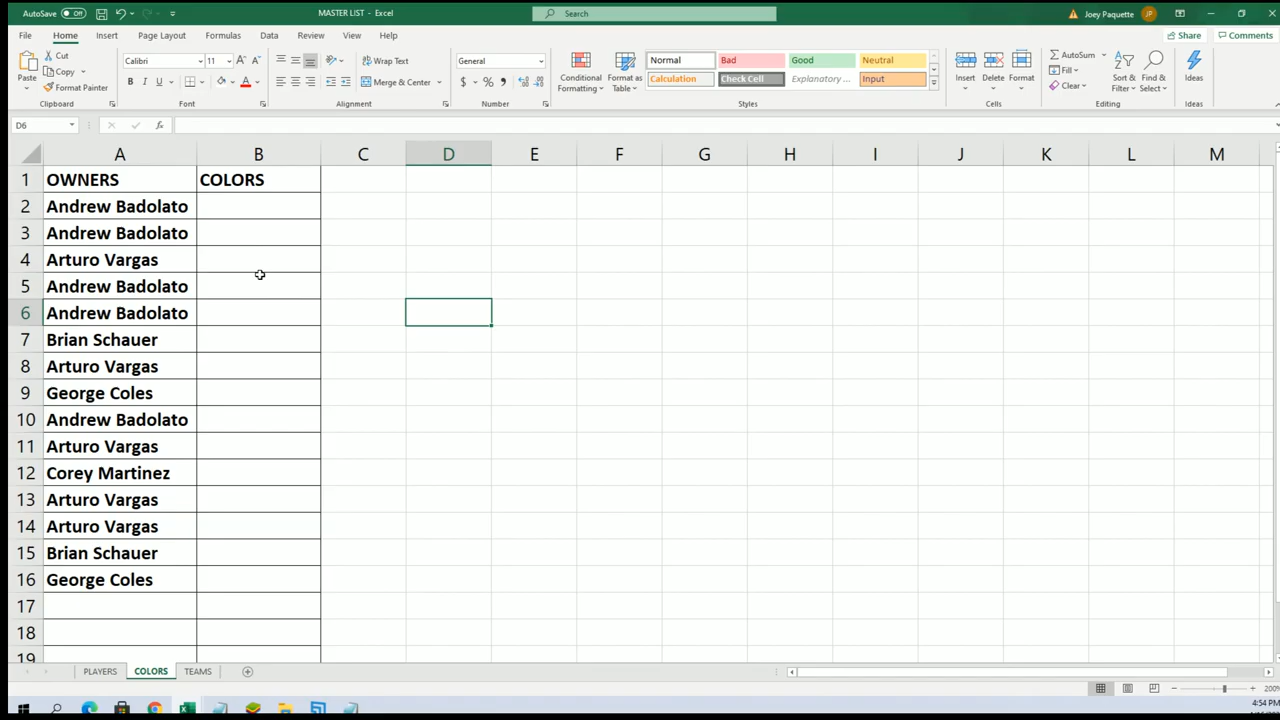 AutoSave Off MASTER LIST - Excel Search Joey Paquette JP
File Home Insert Page Layout Formulas Data Review View Help Share Comments
Paste Cut Copy Format Painter Clipboard
Calibri 11 B I U Font
Wrap Text Merge & Center Alignment
General $ % Number
Conditional Formatting Format as Table
Normal Bad Good Neutral
Calculation Check Cell Explanatory ... Input
Styles
Insert Delete Format Cells
AutoSum Fill Clear Sort & Filter Find & Select Editing
Ideas Ideas
D6 fx
A B C D E F G H I J K L M
1 OWNERS COLORS
2 Andrew Badolato
3 Andrew Badolato
4 Arturo Vargas
5 Andrew Badolato
6 Andrew Badolato
7 Brian Schauer
8 Arturo Vargas
9 George Coles
10 Andrew Badolato
11 Arturo Vargas
12 Corey Martinez
13 Arturo Vargas
14 Arturo Vargas
15 Brian Schauer
16 George Coles
17
18
19
PLAYERS COLORS TEAMS
200%
4:54 PM